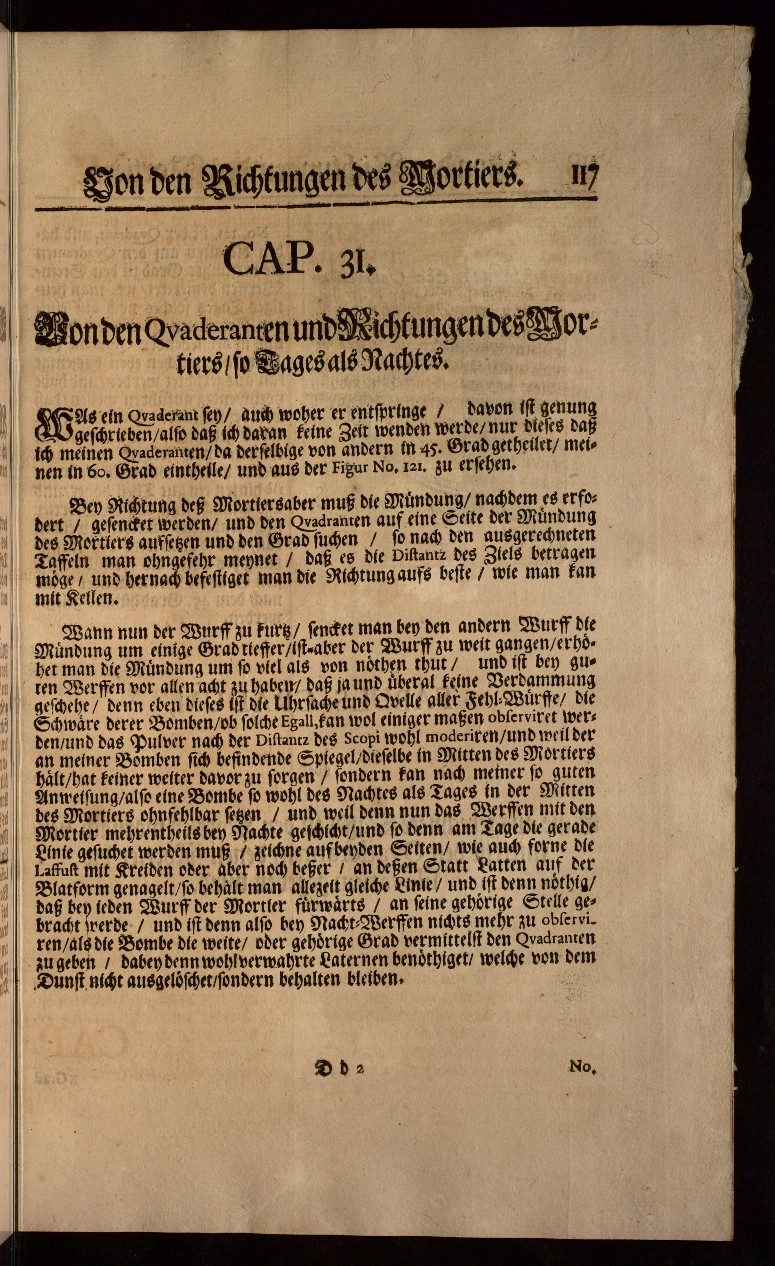 Von den Richtungen des Mortiers. 117
CAP. 31.
Von den Qvaderanten und Richtungen des Mor-
tiers/ so Tages als Nachtes.
WAs ein Qvaderant sey/ auch woher er entspringe / davon ist genung
geschrieben/also daß ich daran keine Zeit wenden werde/ nur dieses daß
ich meinen Qvaderanten/ da derselbige von andern in 45. Grad getheilet/ mei-
nen in 60. Grad eintheile/ und aus der Figur No. 121. zu ersehen.
Bey Richtung deß Mortiers aber muß die Mündung/ nachdem es erfo-
dert / gesencket werden/ und den Qvadranten auf eine Seite der Mündung
des Mortiers aufsetzen und den Grad suchen / so nach den ausgerechneten
Taffeln man ohngefehr meynet / daß es die Distantz des Ziels betragen
möge / und hernach befestiget man die Richtung aufs beste / wie man kan
mit Kellen.
Wann nun der Wurff zu kurtz/ sencket man bey den andern Wurff die
Mündung um einige Grad tieffer/ist aber der Wurff zu weit gangen/erhö-
het man die Mündung um so viel als von nöthen thut / und ist bey gu-
ten Werffen vor allen acht zu haben/ daß ja und überal keine Verdammung
geschehe / denn eben dieses ist die Uhrsache und Qvelle aller Fehl-Würffe/ die
Schwäre derer Bomben/ob solche Egall, kan wol einiger maßen observiret wer-
den/und das Pulver nach der Distantz des Scopi wohl moderiren/und weil der
an meiner Bomben sich befindende Spiegel/dieselbe in Mitten des Mortiers
hält/hat keiner weiter davor zu sorgen / sondern kan nach meiner so guten
Anweisung/also eine Bombe so wohl des Nachtes als Tages in der Mitten
des Mortiers ohnfehlbar setzen / und weil denn nun das Werffen mit den
Mortier mehrentheils bey Nachte geschicht/und so denn am Tage die gerade
Linie gesuchet werden muß / zeichne auf beyden Seiten/ wie auch forne die
Laffust mit Kreiden oder aber noch beßer / an deßen Statt Latten auf der
Blatform genagelt/so behält man allezeit gleiche Linie/ und ist denn nöthig/
daß bey ieden Wurff der Mortier fürwärts / an seine gehörige Stelle ge-
bracht werde / und ist denn also bey Nacht-Werffen nichts mehr zu observi-
ren/als die Bombe die weite/ oder gehörige Grad vermittelst den Qvadranten
zu geben / dabey denn wohlverwahrte Laternen benöthiget/ welche von dem
Dunst nicht ausgelöschet/sondern behalten bleiben.
D d 2 No.